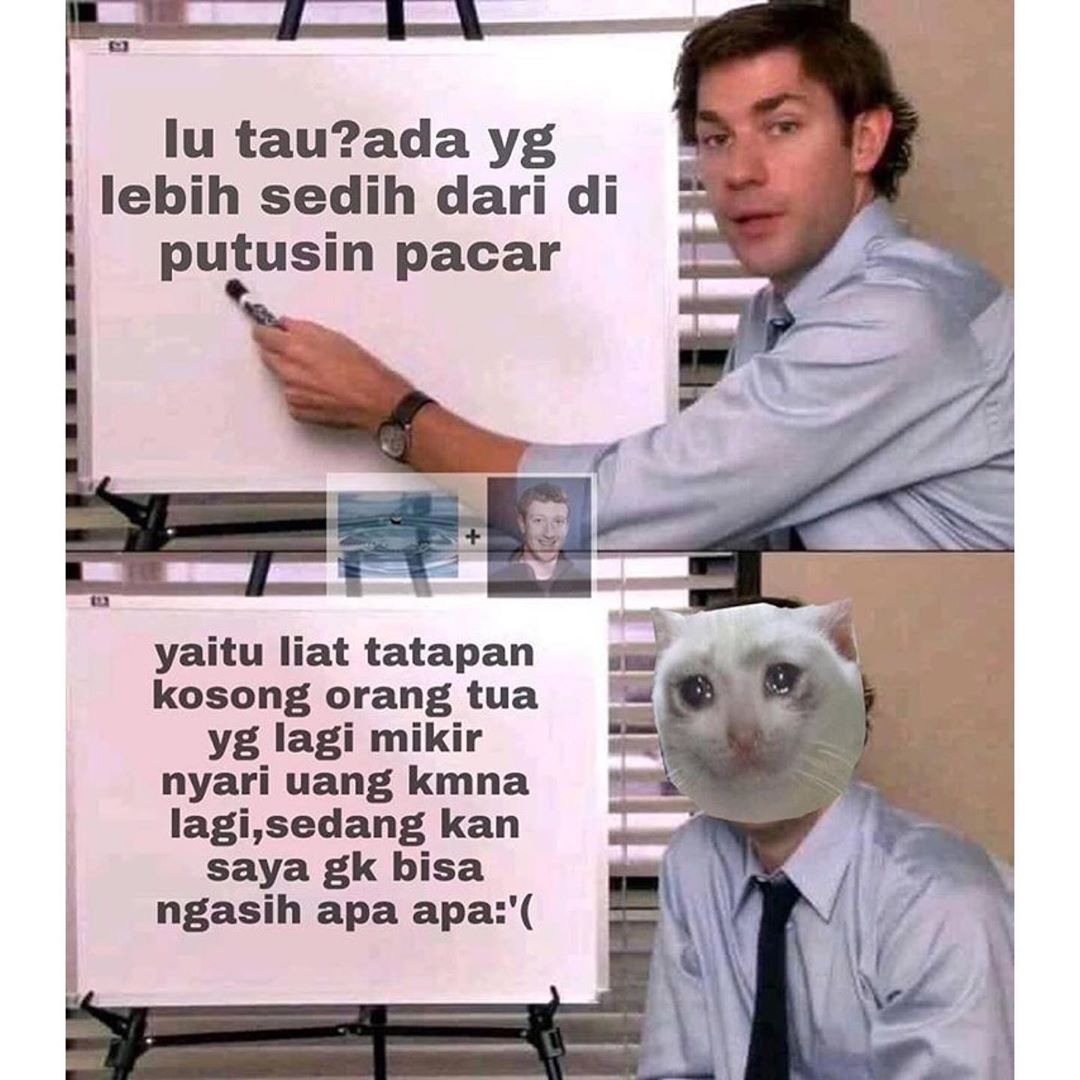 lu tau?ada yg
lebih sedih dari di
putusin pacar
+
yaitu liat tatapan
kosong orang tua
yg lagi mikir
nyari uang kmna
lagi,sedang kan
saya gk bisa
ngasih apa apa:'(